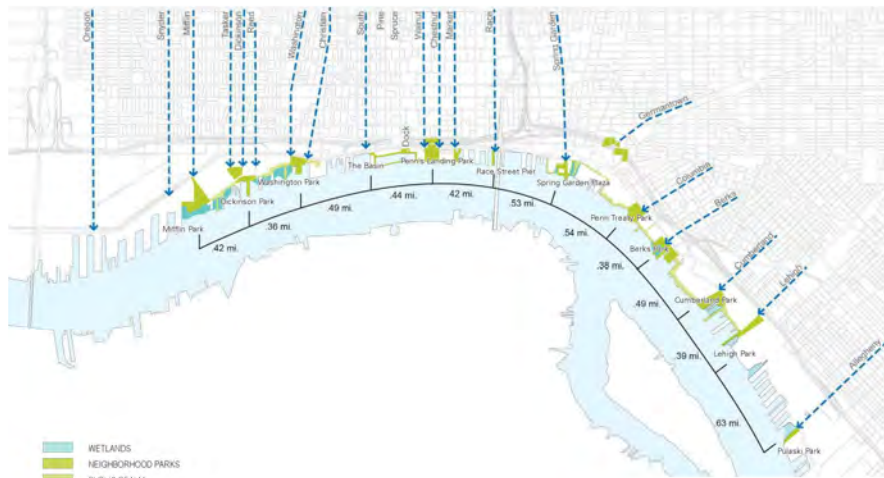 Oregon
Snyder
Mifflin
Tasker
Dickinson
Reed
Washington
Christian
South
Pine
Spruce
Walnut
Chestnut
Market
Race
Spring Garden
Germantown
Columbia
Berks
Cumberland
Lehigh
Allegheny
Dock
The Basin
Penn's Landing Park
Race Street Pier
Spring Garden Plaza
Washington Park
Dickinson Park
Mifflin Park
Penn Treaty Park
Berks Park
Cumberland Park
Lehigh Park
Pulaski Park
.42 mi.
.36 mi.
.49 mi.
.44 mi.
.42 mi.
.53 mi.
.54 mi.
.38 mi.
.49 mi.
.39 mi.
.63 mi.
WETLANDS
NEIGHBORHOOD PARKS